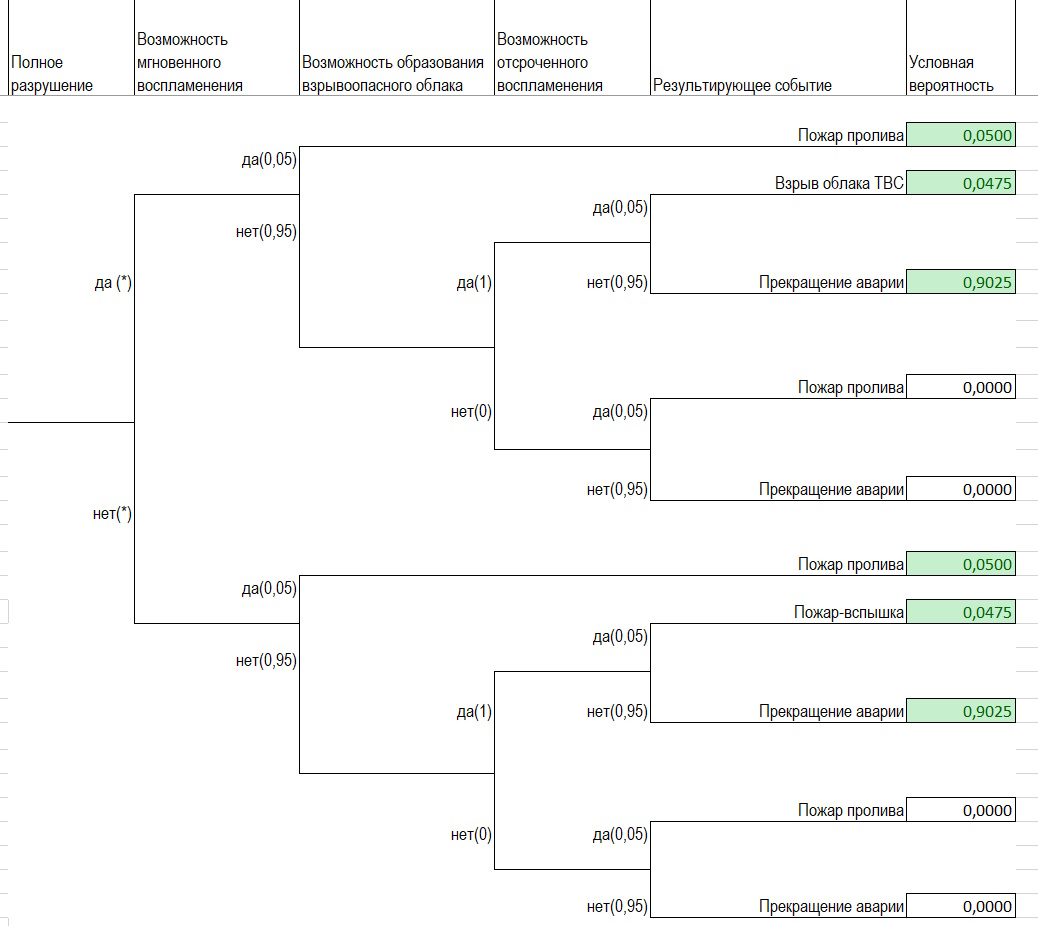 Полное
разрушение
Возможность
мгновенного
воспламенения
Возможность образования
взрывоопасного облака
Возможность
отсроченного
воспламенения
Результирующее событие
Условная
вероятность
Пожар пролива 0,0500
да(0,05)
Взрыв облака ТВС 0,0475
да(0,05)
нет(0,95)
да (*)
да(1)
нет(0,95)
Прекращение аварии 0,9025
Пожар пролива 0,0000
нет(0)
да(0,05)
нет(0,95)
Прекращение аварии 0,0000
нет(*)
Пожар пролива 0,0500
да(0,05)
Пожар-вспышка 0,0475
да(0,05)
нет(0,95)
да(1)
нет(0,95)
Прекращение аварии 0,9025
Пожар пролива 0,0000
нет(0)
да(0,05)
нет(0,95)
Прекращение аварии 0,0000